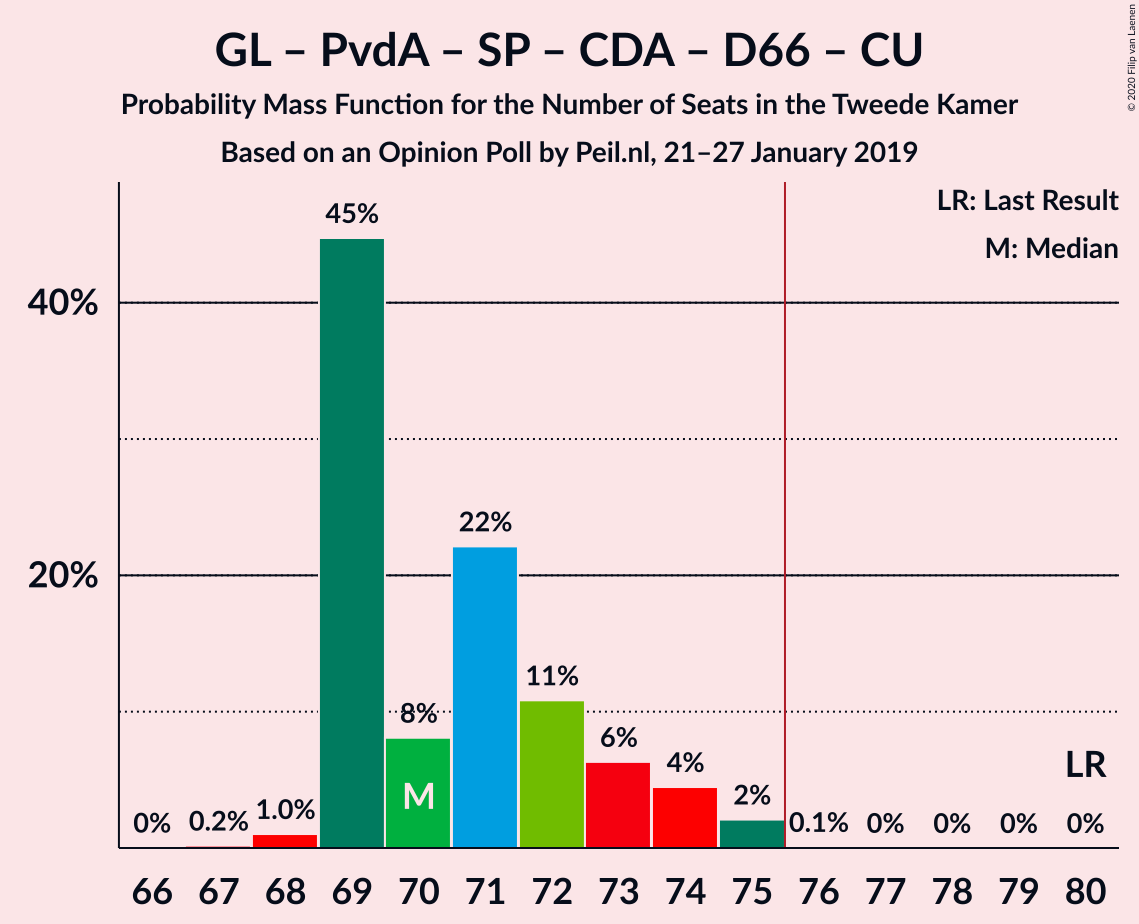 GL – PvdA – SP – CDA – D66 – CU
Probability Mass Function for the Number of Seats in the Tweede Kamer
Based on an Opinion Poll by Peil.nl, 21–27 January 2019
© 2020 Filip van Laenen
LR: Last Result
M: Median
40%
20%
0%
0.2%
1.0%
45%
8%
22%
11%
6%
4%
2%
0.1%
0%
0%
0%
0%
M
LR
66 67 68 69 70 71 72 73 74 75 76 77 78 79 80